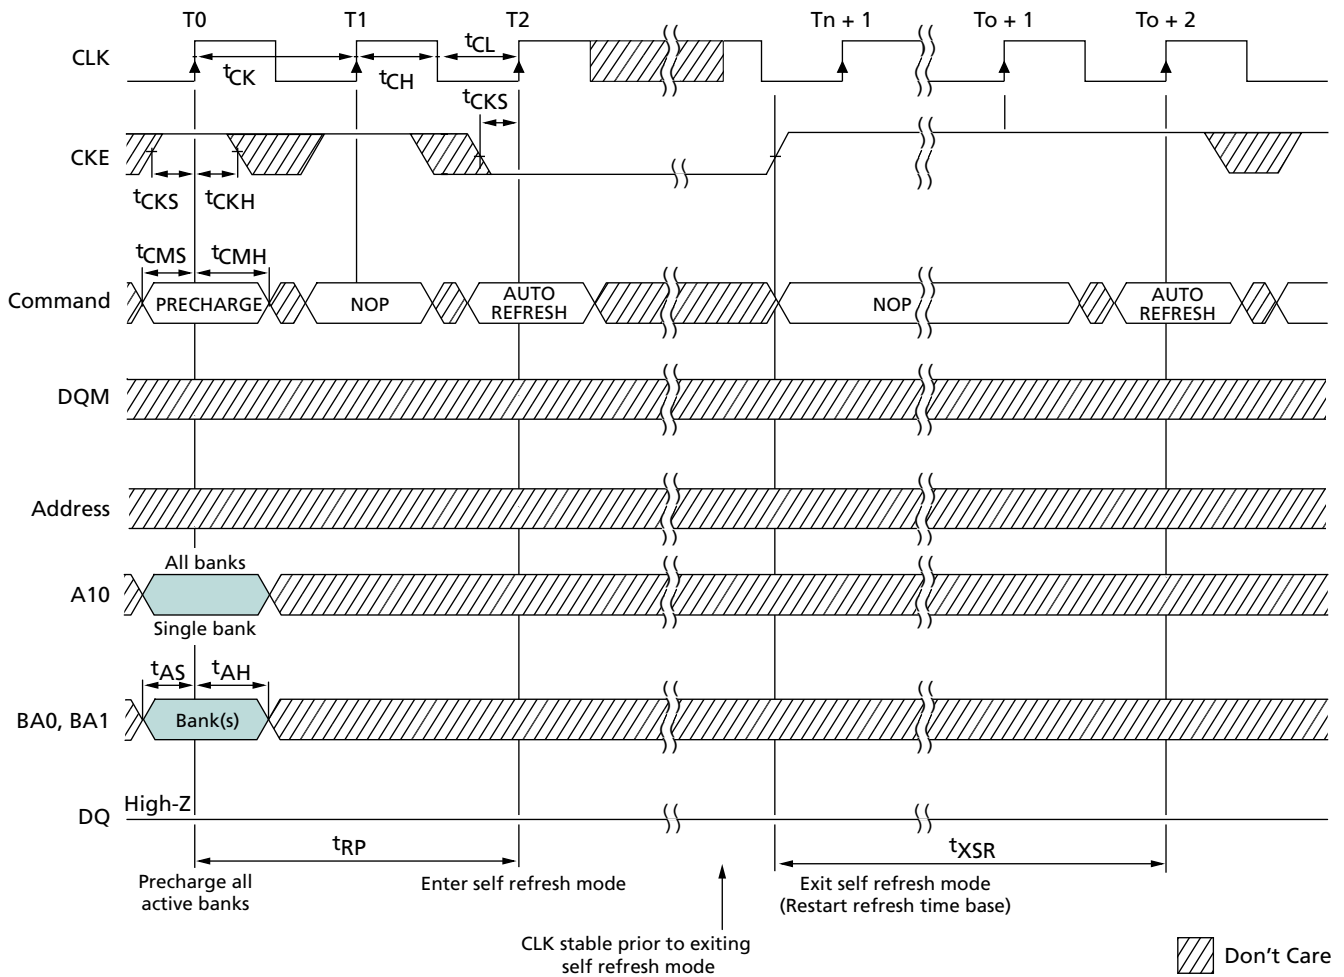 T0 T1 T2 Tn + 1 To + 1 To + 2
CLK
tCK tCH tCL
tCKS
CKE
tCKS tCKH
tCMS tCMH
Command PRECHARGE NOP AUTO REFRESH NOP AUTO REFRESH
DQM
Address
All banks
A10
Single bank
tAS tAH
BA0, BA1 Bank(s)
High-Z
DQ
tRP tXSR
Precharge all
active banks
Enter self refresh mode
Exit self refresh mode
(Restart refresh time base)
CLK stable prior to exiting
self refresh mode
Don't Care